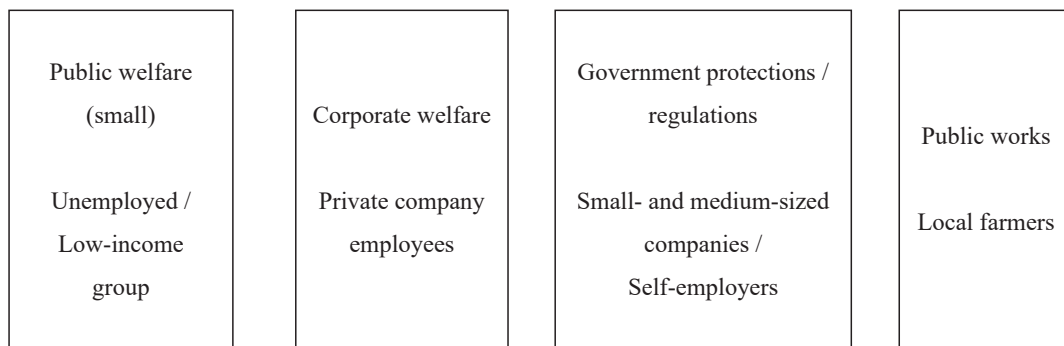 Public welfare
(small)
Unemployed /
Low-income
group
Corporate welfare
Private company
employees
Government protections /
regulations
Small- and medium-sized
companies /
Self-employers
Public works
Local farmers